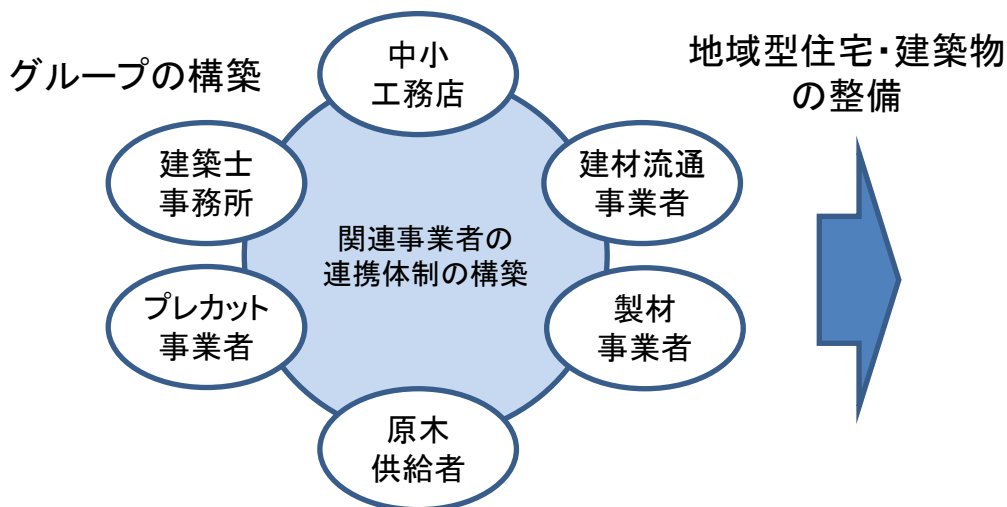 グループの構築
地域型住宅・建築物
の整備
中小
工務店
建築士
事務所
建材流通
事業者
関連事業者の
連携体制の構築
プレカット
事業者
製材
事業者
原木
供給者